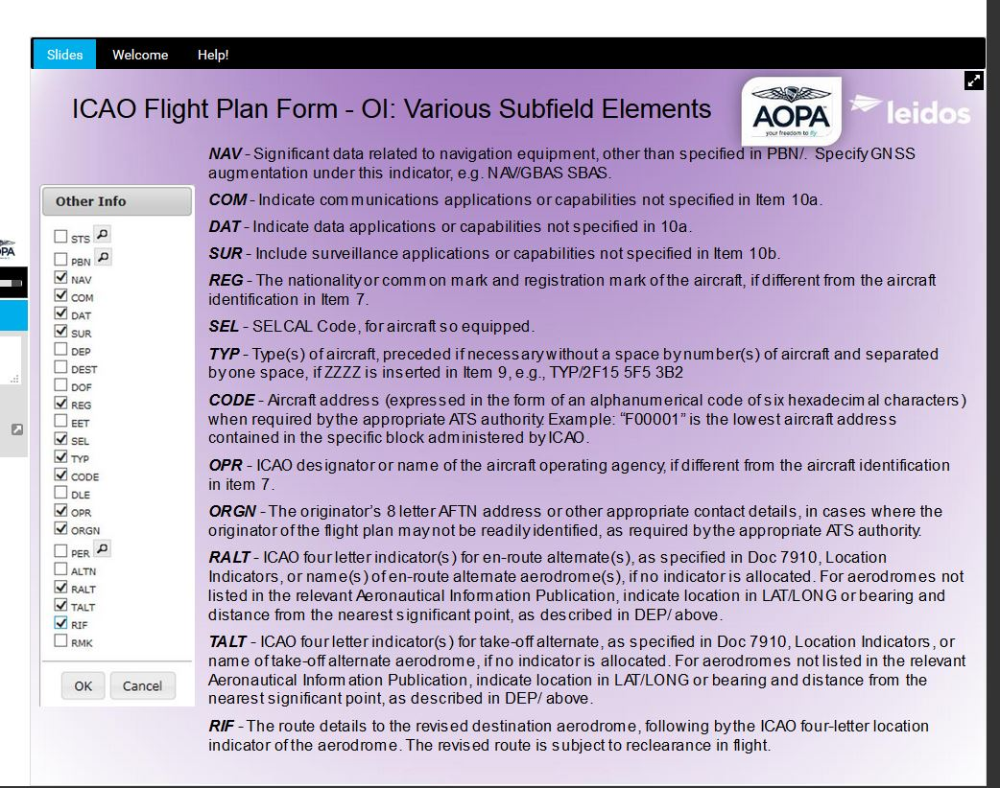 Slides Welcome Help!
ICAO Flight Plan Form - OI: Various Subfield Elements
AOPA
your freedom to fly
leidos
NAV - Significant data related to navigation equipment, other than specified in PBN/. Specify GNSS
augmentation under this indicator, e.g. NAV/GBAS SBAS.
COM - Indicate communications applications or capabilities not specified in Item 10a.
DAT - Indicate data applications or capabilities not specified in 10a.
SUR - Include surveillance applications or capabilities not specified in Item 10b.
REG - The nationality or common mark and registration mark of the aircraft, if different from the aircraft
identification in Item 7.
SEL - SELCAL Code, for aircraft so equipped.
TYP - Type(s) of aircraft, preceded if necessary without a space by number(s) of aircraft and separated
by one space, if ZZZZ is inserted in Item 9, e.g., TYP/2F15 5F5 3B2
CODE - Aircraft address (expressed in the form of an alphanumerical code of six hexadecimal characters)
when required by the appropriate ATS authority. Example: “F00001” is the lowest aircraft address
contained in the specific block administered by ICAO.
OPR - ICAO designator or name of the aircraft operating agency, if different from the aircraft identification
in item 7.
ORGN - The originator’s 8 letter AFTN address or other appropriate contact details, in cases where the
originator of the flight plan may not be readily identified, as required by the appropriate ATS authority.
RALT - ICAO four letter indicator(s) for en-route alternate(s), as specified in Doc 7910, Location
Indicators, or name(s) of en-route alternate aerodrome(s), if no indicator is allocated. For aerodromes not
listed in the relevant Aeronautical Information Publication, indicate location in LAT/LONG or bearing and
distance from the nearest significant point, as described in DEP/ above.
TALT - ICAO four letter indicator(s) for take-off alternate, as specified in Doc 7910, Location Indicators, or
name of take-off alternate aerodrome, if no indicator is allocated. For aerodromes not listed in the relevant
Aeronautical Information Publication, indicate location in LAT/LONG or bearing and distance from the
nearest significant point, as described in DEP/ above.
RIF - The route details to the revised destination aerodrome, following by the ICAO four-letter location
indicator of the aerodrome. The revised route is subject to reclearance in flight.
Other Info
STS
PBN
NAV
COM
DAT
SUR
DEP
DEST
DOF
REG
EET
SEL
TYP
CODE
DLE
OPR
ORGN
PER
ALTN
RALT
TALT
RIF
RMK
OK Cancel
PA